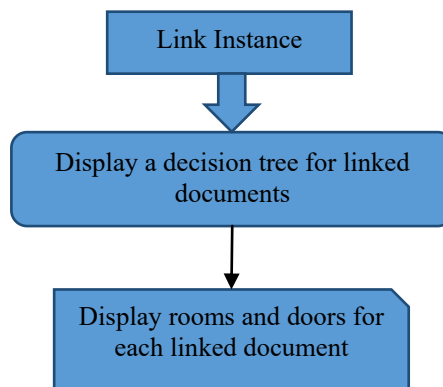 Link Instance
Display a decision tree for linked
documents
Display rooms and doors for
each linked document